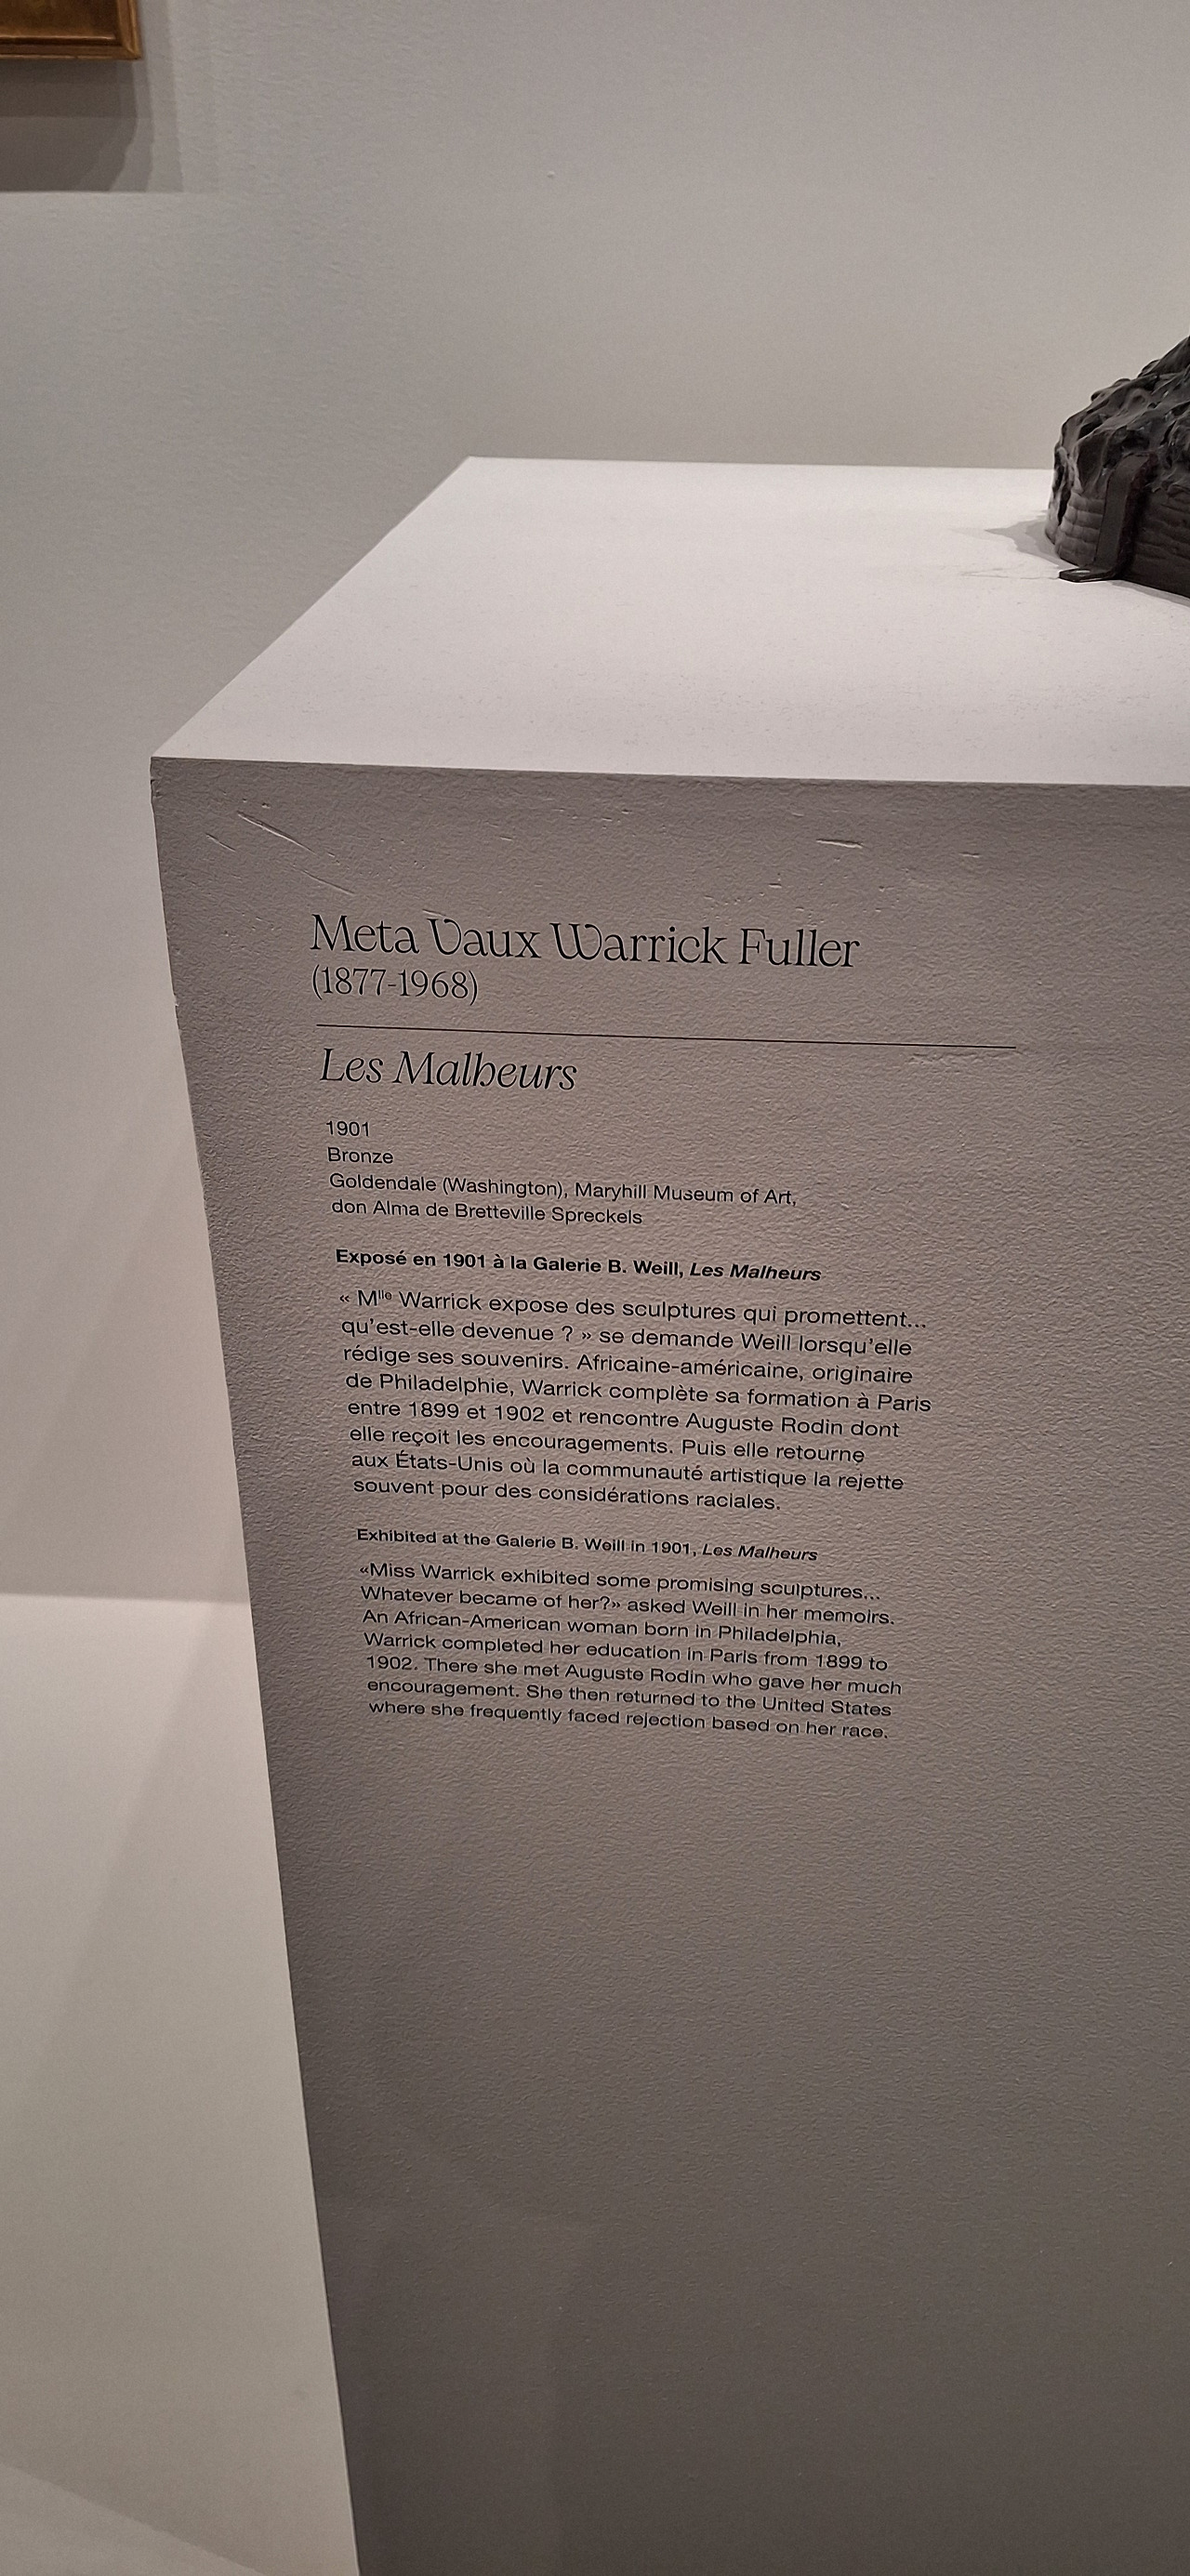 Meta Vaux Warrick Fuller
(1877-1968)
Les Malheurs
1901
Bronze
Goldendale (Washington), Maryhill Museum of Art,
don Alma de Bretteville Spreckels
Exposé en 1901 à la Galerie B. Weill, Les Malheurs
« Mlle Warrick expose des sculptures qui promettent...
qu’est-elle devenue ? » se demande Weill lorsqu’elle
rédige ses souvenirs. Africaine-américaine, originaire
de Philadelphie, Warrick complète sa formation à Paris
entre 1899 et 1902 et rencontre Auguste Rodin dont
elle reçoit les encouragements. Puis elle retourne
aux États-Unis où la communauté artistique la rejette
souvent pour des considérations raciales.
Exhibited at the Galerie B. Weill in 1901, Les Malheurs
«Miss Warrick exhibited some promising sculptures...
Whatever became of her?» asked Weill in her memoirs.
An African-American woman born in Philadelphia,
Warrick completed her education in Paris from 1899 to
1902. There she met Auguste Rodin who gave her much
encouragement. She then returned to the United States
where she frequently faced rejection based on her race.